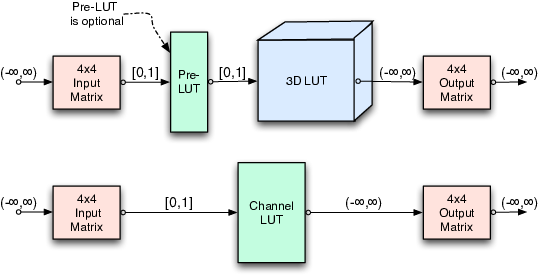 Pre-LUT
is optional
(-∞,∞)
4x4
Input
Matrix
[0,1]
Pre-
LUT
[0,1]
3D LUT
(-∞,∞)
4x4
Output
Matrix
(-∞,∞)
(-∞,∞)
4x4
Input
Matrix
[0,1]
Channel
LUT
(-∞,∞)
4x4
Output
Matrix
(-∞,∞)